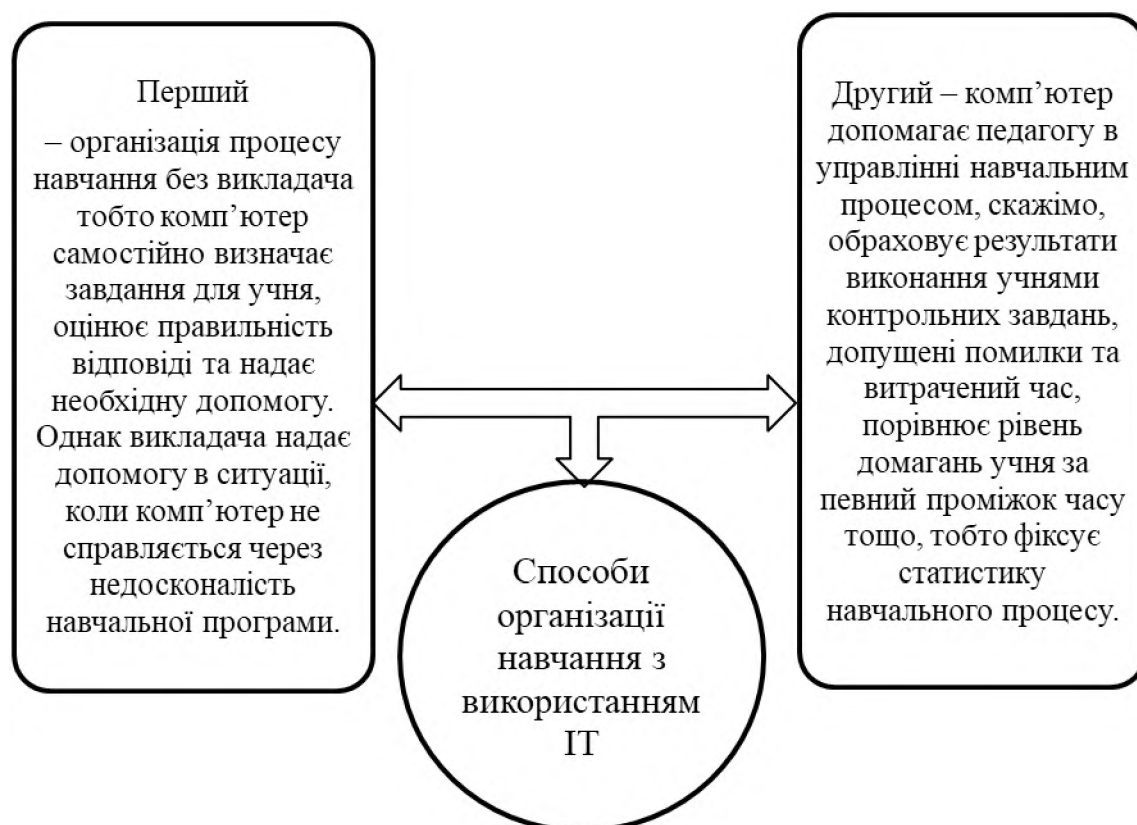 Перший
– організація процесу
навчання без викладача
тобто комп’ютер
самостійно визначає
завдання для учня,
оцінює правильність
відповіді та надає
необхідну допомогу.
Однак викладача надає
допомогу в ситуації,
коли комп’ютер не
справляється через
недосконалість
навчальної програми.
Другий – комп’ютер
допомагає педагогу в
управлінні навчальним
процесом, скажімо,
обраховує результати
виконання учнями
контрольних завдань,
допущені помилки та
витрачений час,
порівнює рівень
домагань учня за
певний проміжок часу
тощо, тобто фіксує
статистику
навчального процесу.
Способи
організації
навчання з
використанням
ІТ